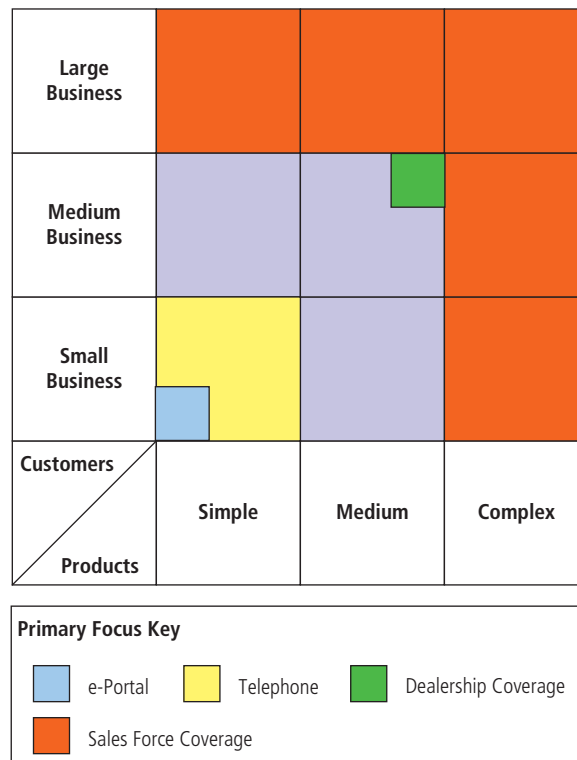 Large
Business
Medium
Business
Small
Business
Customers
Products
Simple
Medium
Complex
Primary Focus Key
e-Portal
Telephone
Dealership Coverage
Sales Force Coverage